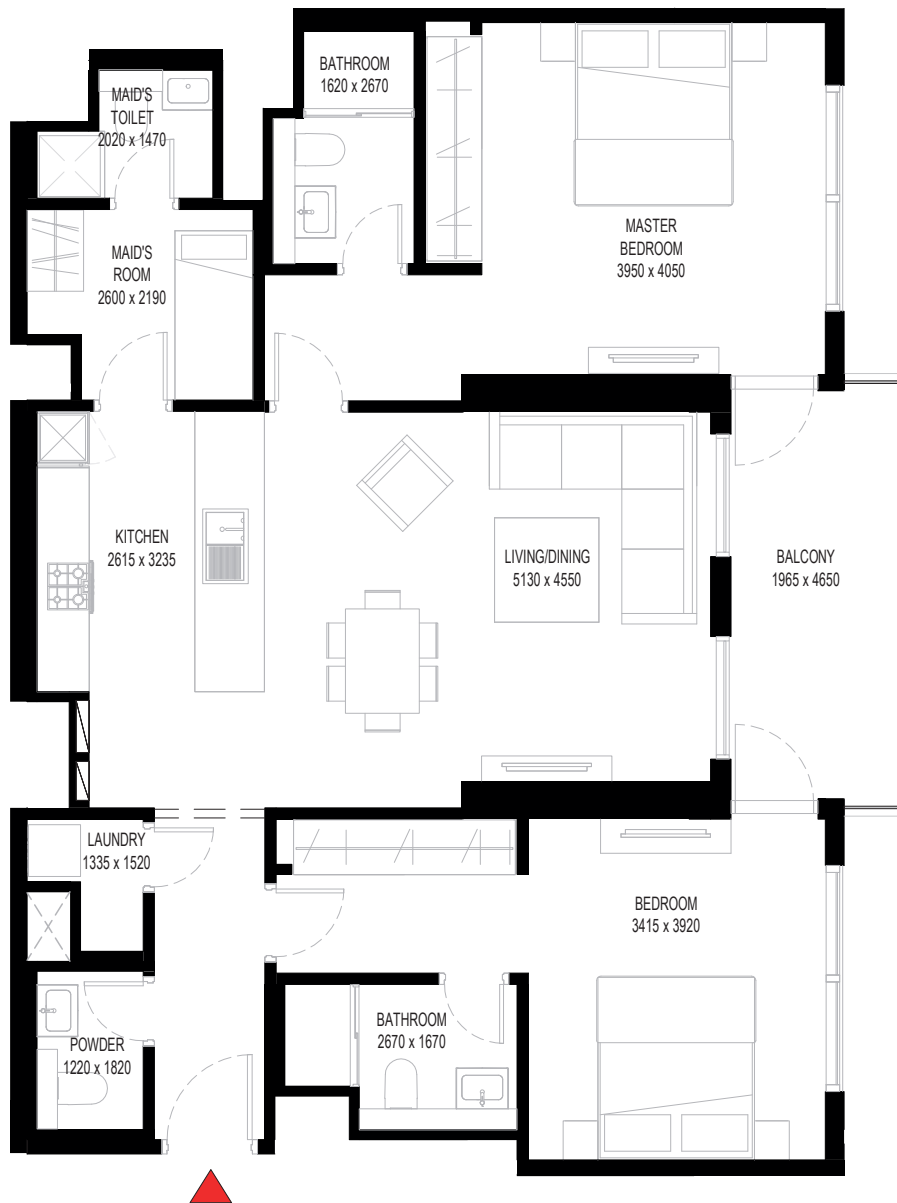 BATHROOM
1620 x 2670
MAID'S
TOILET
2020 x 1470
MASTER
BEDROOM
3950 x 4050
MAID'S
ROOM
2600 x 2190
KITCHEN
2615 x 3235
LIVING/DINING
5130 x 4550
BALCONY
1965 x 4650
LAUNDRY
1335 x 1520
BEDROOM
3415 x 3920
BATHROOM
2670 x 1670
POWDER
1220 x 1820